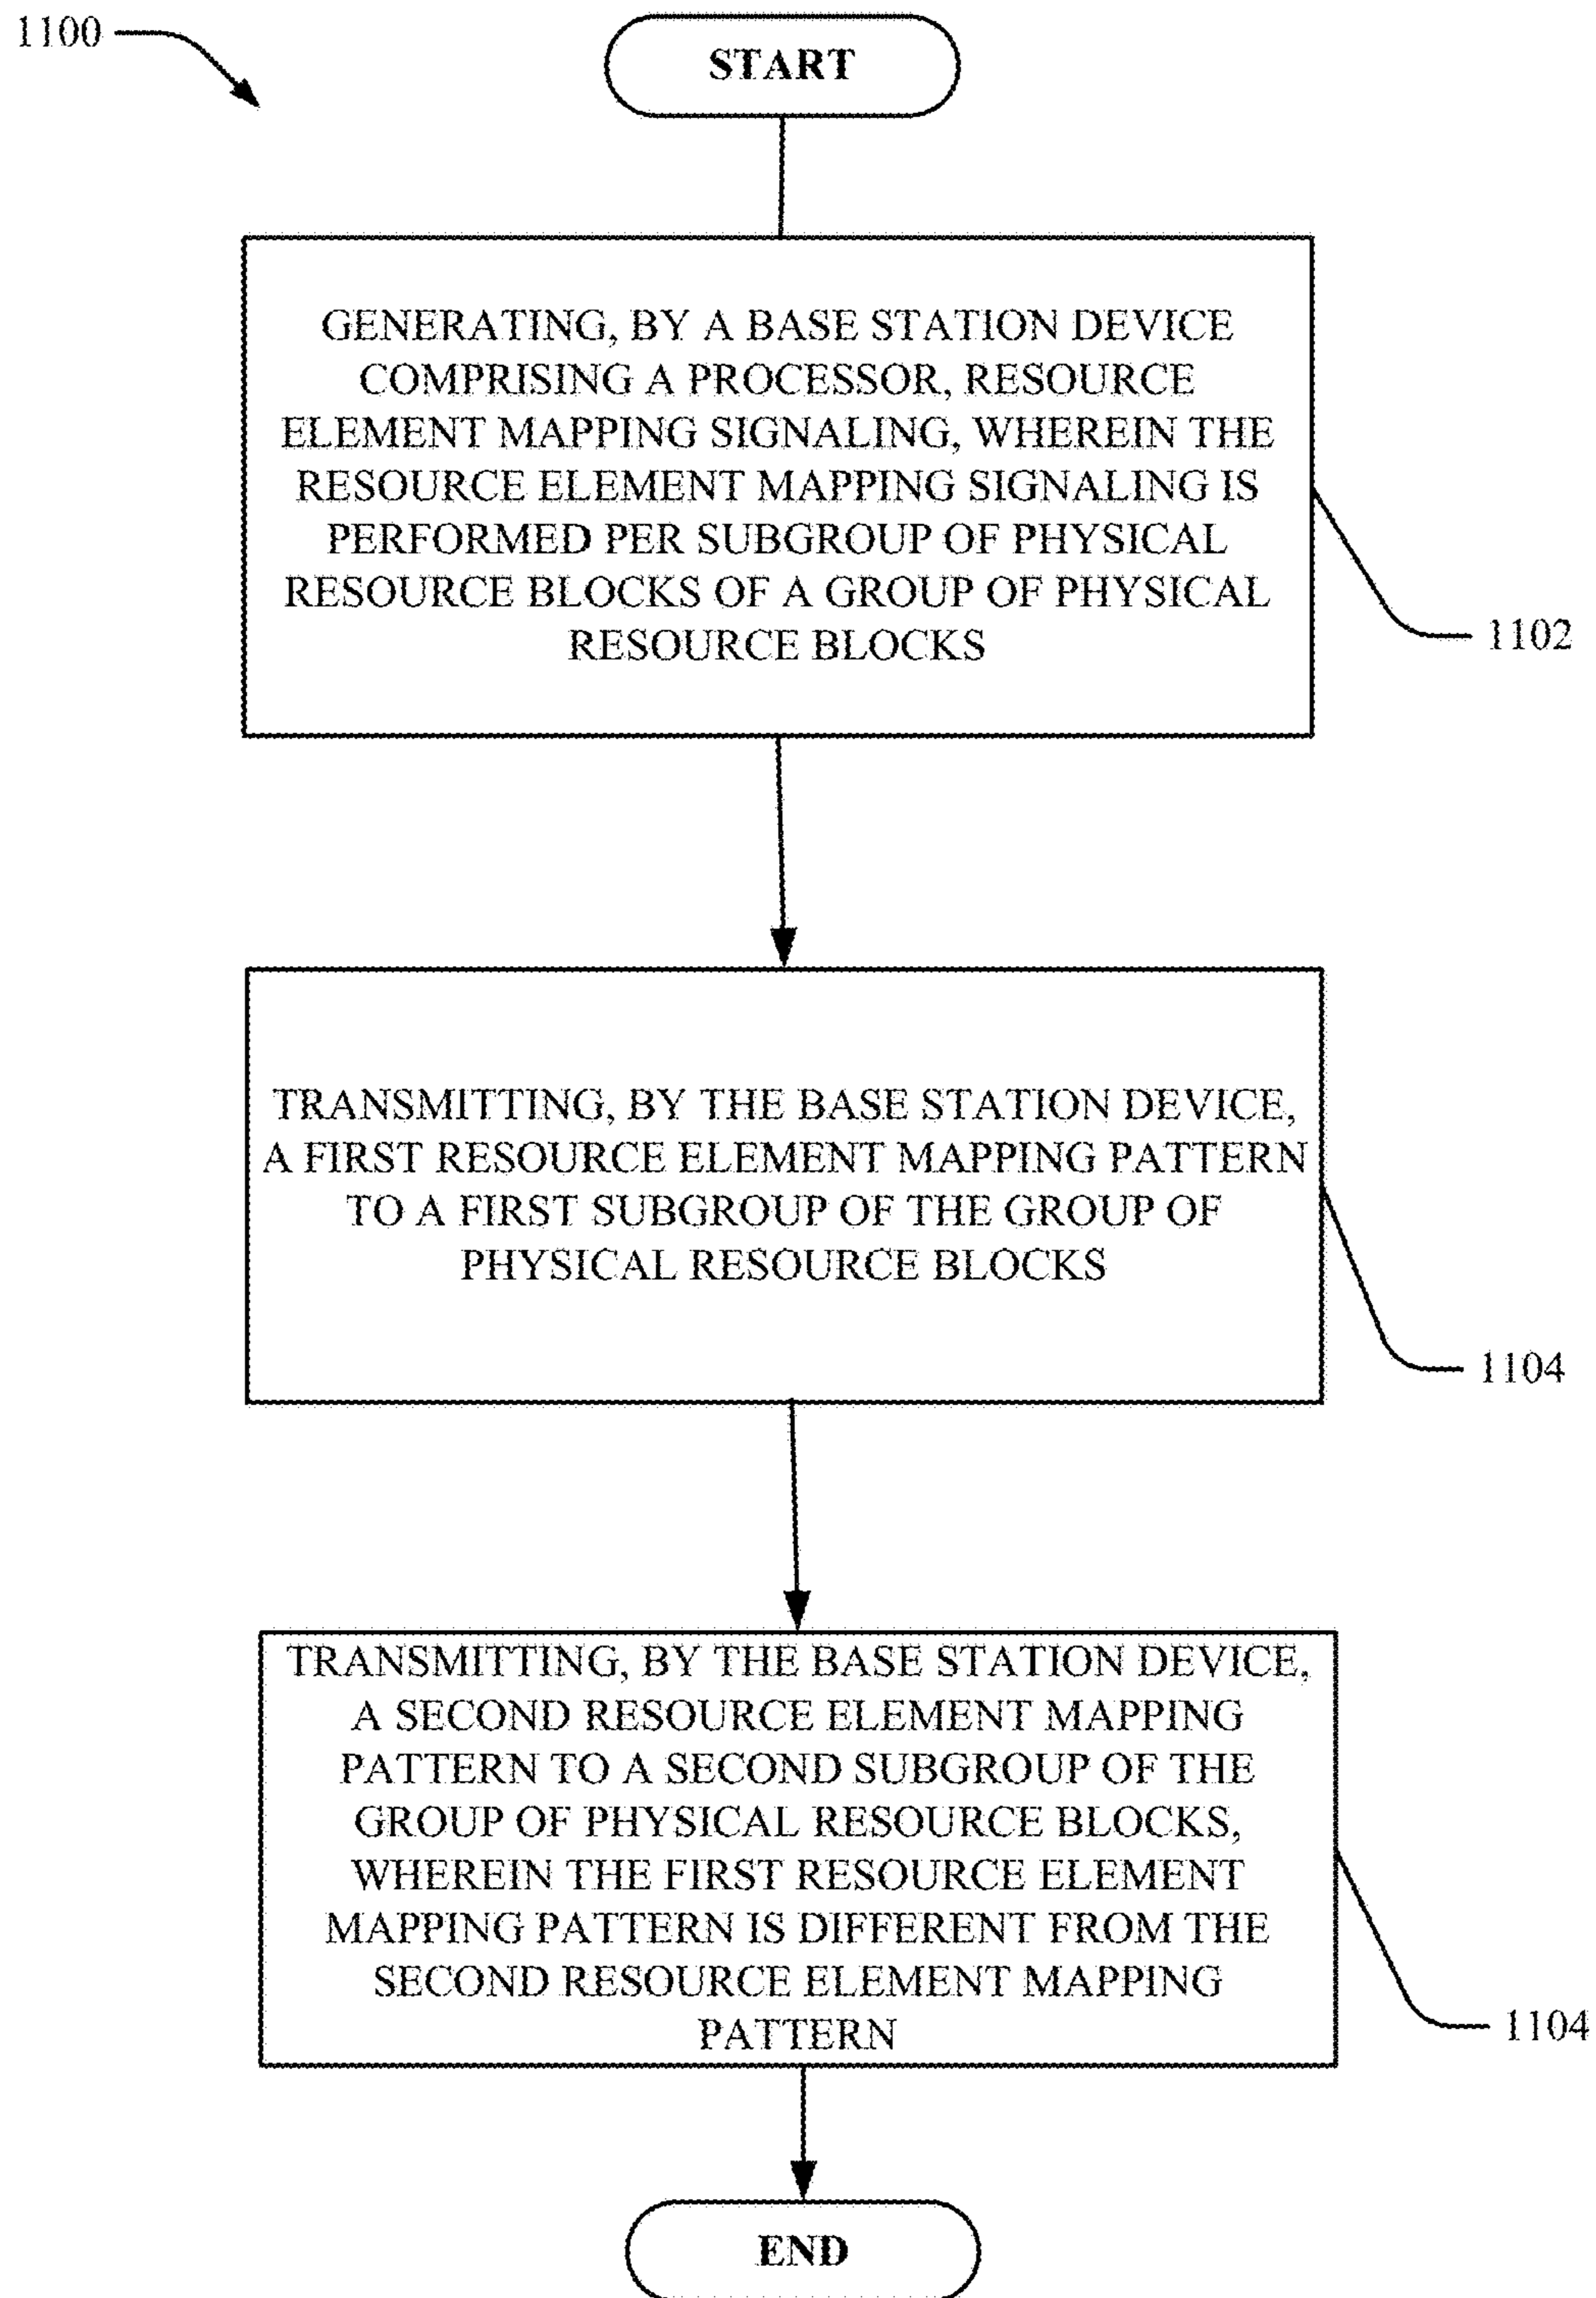 1100
START
GENERATING, BY A BASE STATION DEVICE
COMPRISING A PROCESSOR, RESOURCE
ELEMENT MAPPING SIGNALING, WHEREIN THE
RESOURCE ELEMENT MAPPING SIGNALING IS
PERFORMED PER SUBGROUP OF PHYSICAL
RESOURCE BLOCKS OF A GROUP OF PHYSICAL
RESOURCE BLOCKS
1102
TRANSMITTING, BY THE BASE STATION DEVICE,
A FIRST RESOURCE ELEMENT MAPPING PATTERN
TO A FIRST SUBGROUP OF THE GROUP OF
PHYSICAL RESOURCE BLOCKS
1104
TRANSMITTING, BY THE BASE STATION DEVICE,
A SECOND RESOURCE ELEMENT MAPPING
PATTERN TO A SECOND SUBGROUP OF THE
GROUP OF PHYSICAL RESOURCE BLOCKS,
WHEREIN THE FIRST RESOURCE ELEMENT
MAPPING PATTERN IS DIFFERENT FROM THE
SECOND RESOURCE ELEMENT MAPPING
PATTERN
1104
END